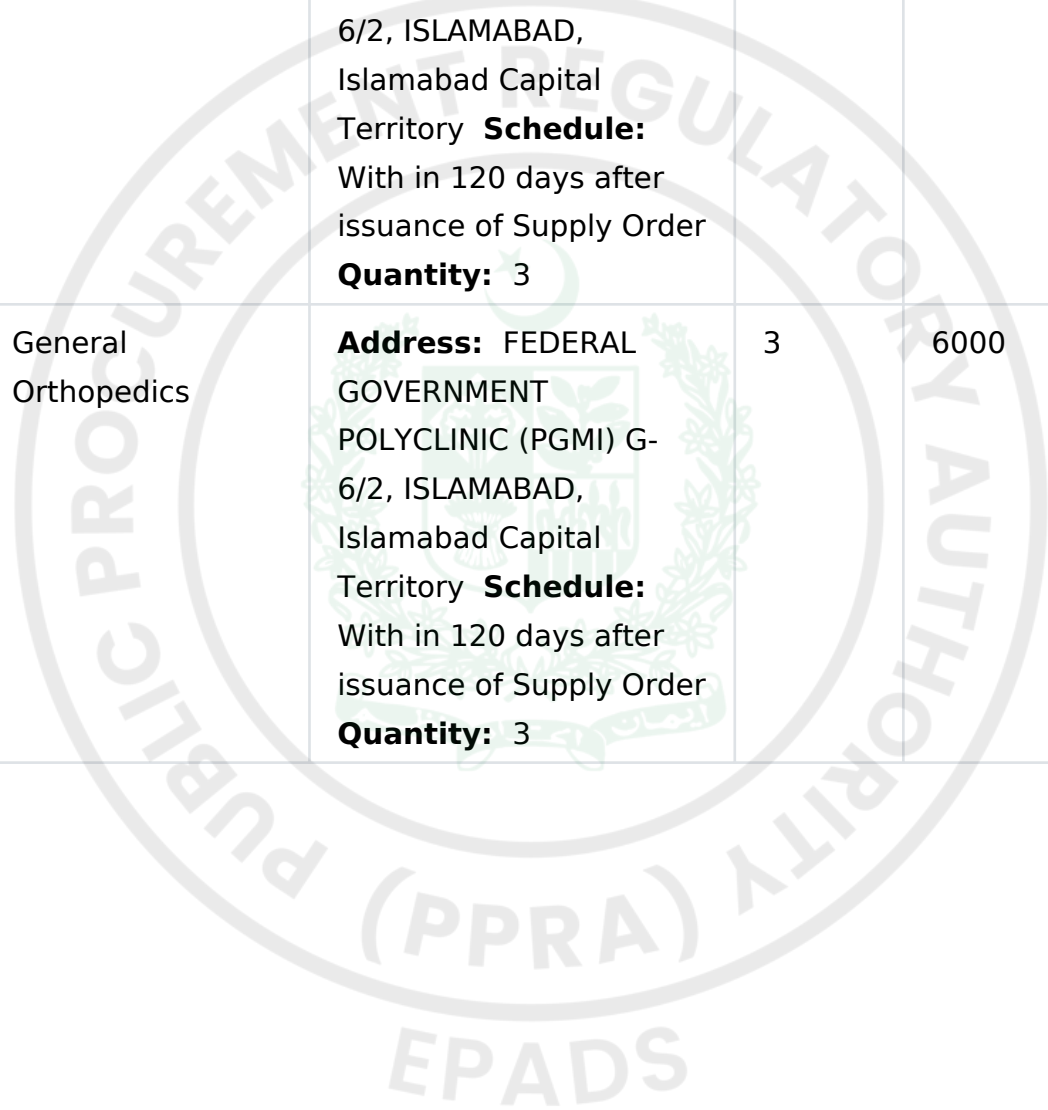 6/2, ISLAMABAD,
Islamabad Capital
Territory Schedule:
With in 120 days after
issuance of Supply Order
Quantity: 3
General
Orthopedics
Address: FEDERAL
GOVERNMENT
POLYCLINIC (PGMI) G-
6/2, ISLAMABAD,
Islamabad Capital
Territory Schedule:
With in 120 days after
issuance of Supply Order
Quantity: 3
3
6000
PUBLIC PROCUREMENT REGULATORY AUTHORITY
(PPRA)
EPADS